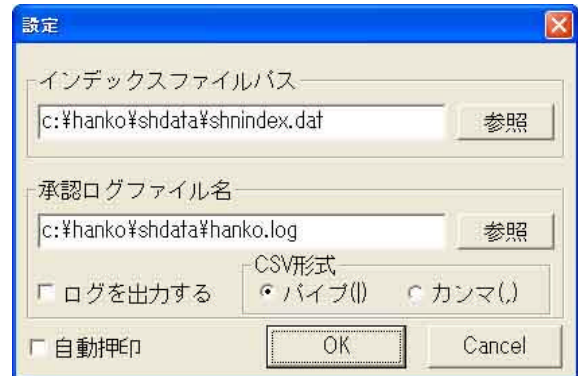 設定
インデックスファイルパス
c:¥hanko¥shdata¥shnindex.dat
参照
承認ログファイル名
c:¥hanko¥shdata¥hanko.log
参照
CSV形式
ログを出力する
パイプ(|)
カンマ(,)
自動押印
OK
Cancel